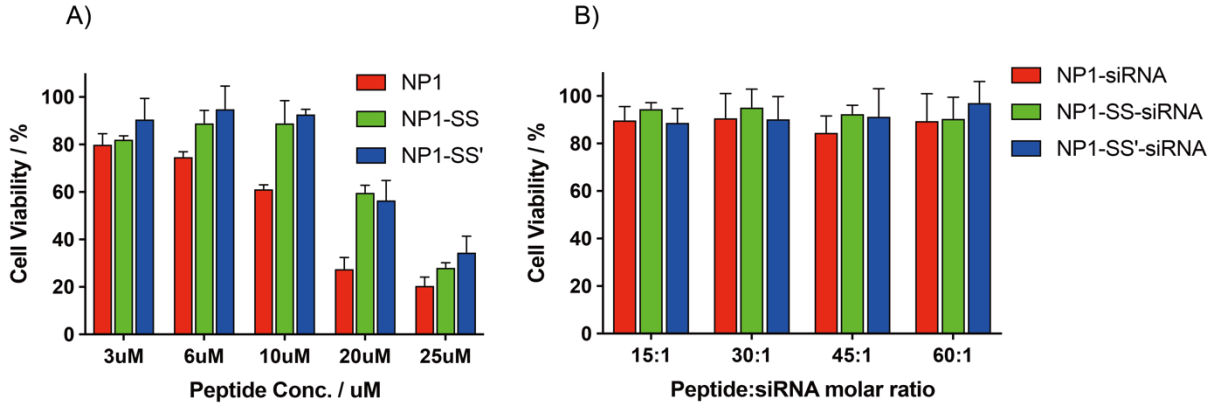 A)
Cell Viability / %
100
80
60
40
20
0
NP1
NP1-SS
NP1-SS'
3uM 6uM 10uM 20uM 25uM
Peptide Conc. / uM
B)
Cell Viability / %
100
80
60
40
20
0
NP1-siRNA
NP1-SS-siRNA
NP1-SS'-siRNA
15:1 30:1 45:1 60:1
Peptide:siRNA molar ratio